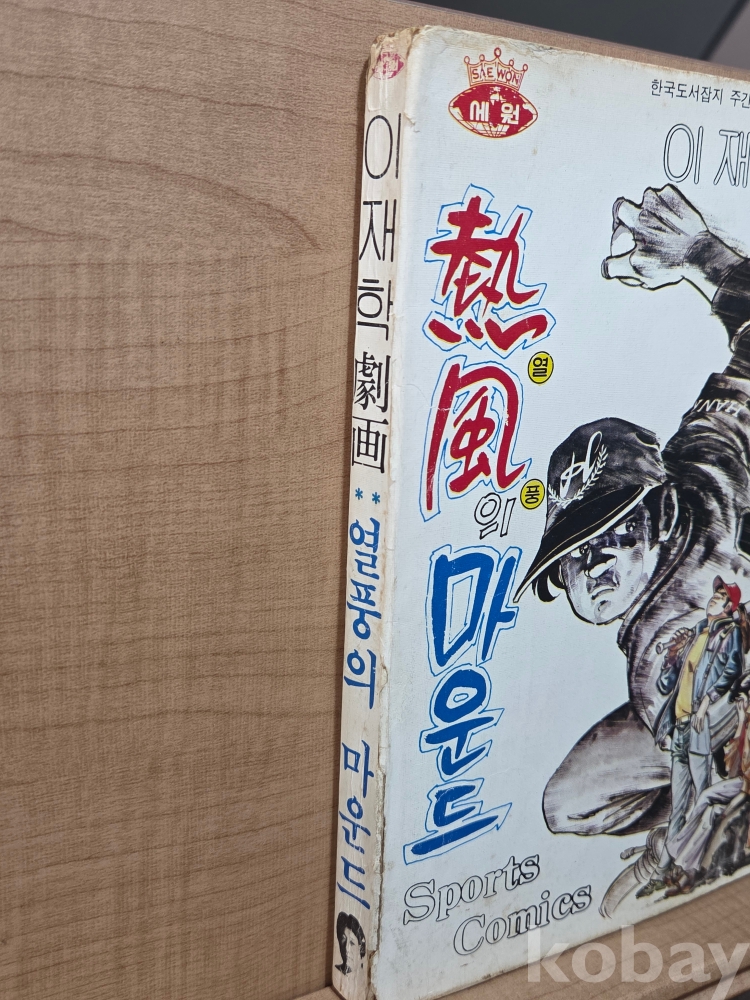 이재학 劇画 ** 열풍의 마운드
SAE WON
세원
한국도서잡지 주간
이재
熱風의 마운드
열
풍
H
Sports
Comics
kobay